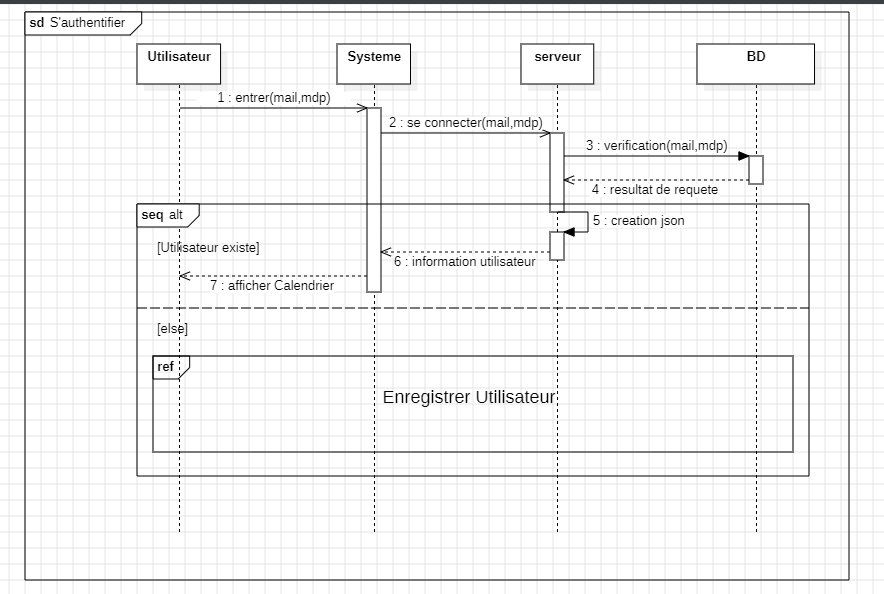 sd S'authentifier
Utilisateur
Systeme
serveur
BD
1 : entrer(mail,mdp)
2 : se connecter(mail,mdp)
3 : verification(mail,mdp)
4 : resultat de requete
seq alt
5 : creation json
[Utilisateur existe]
6 : information utilisateur
7 : afficher Calendrier
[else]
ref
Enregistrer Utilisateur